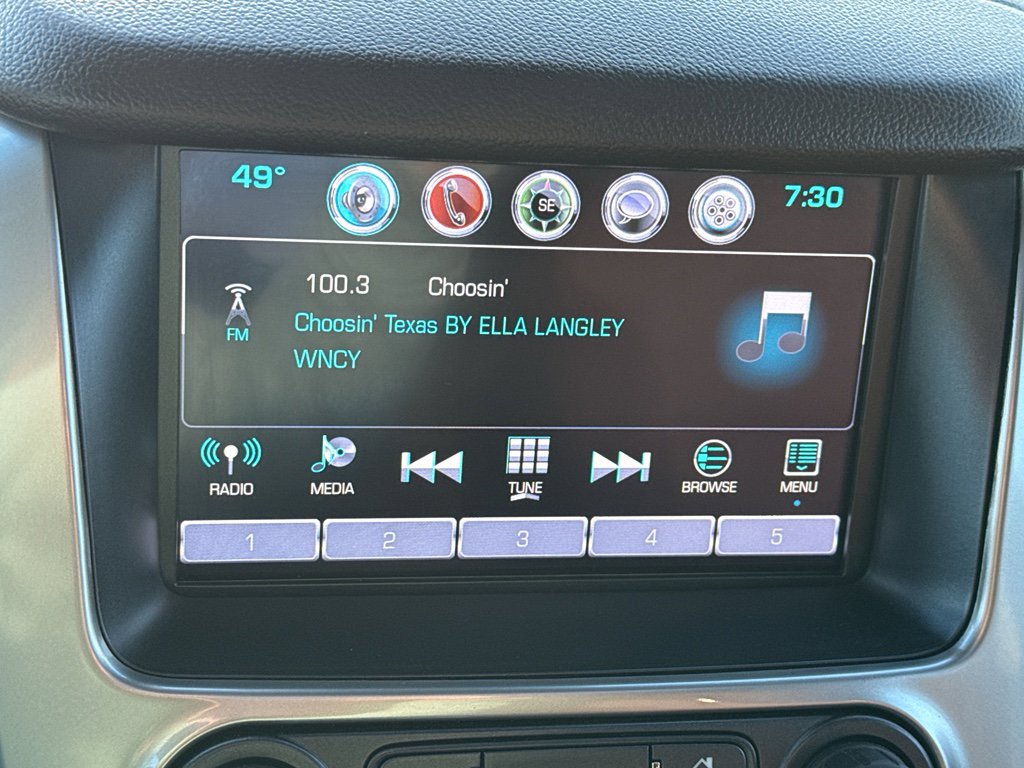 49° SE 7:30
100.3 Choosin'
FM Choosin' Texas BY ELLA LANGLEY
WNCY
RADIO MEDIA TUNE BROWSE MENU
1 2 3 4 5